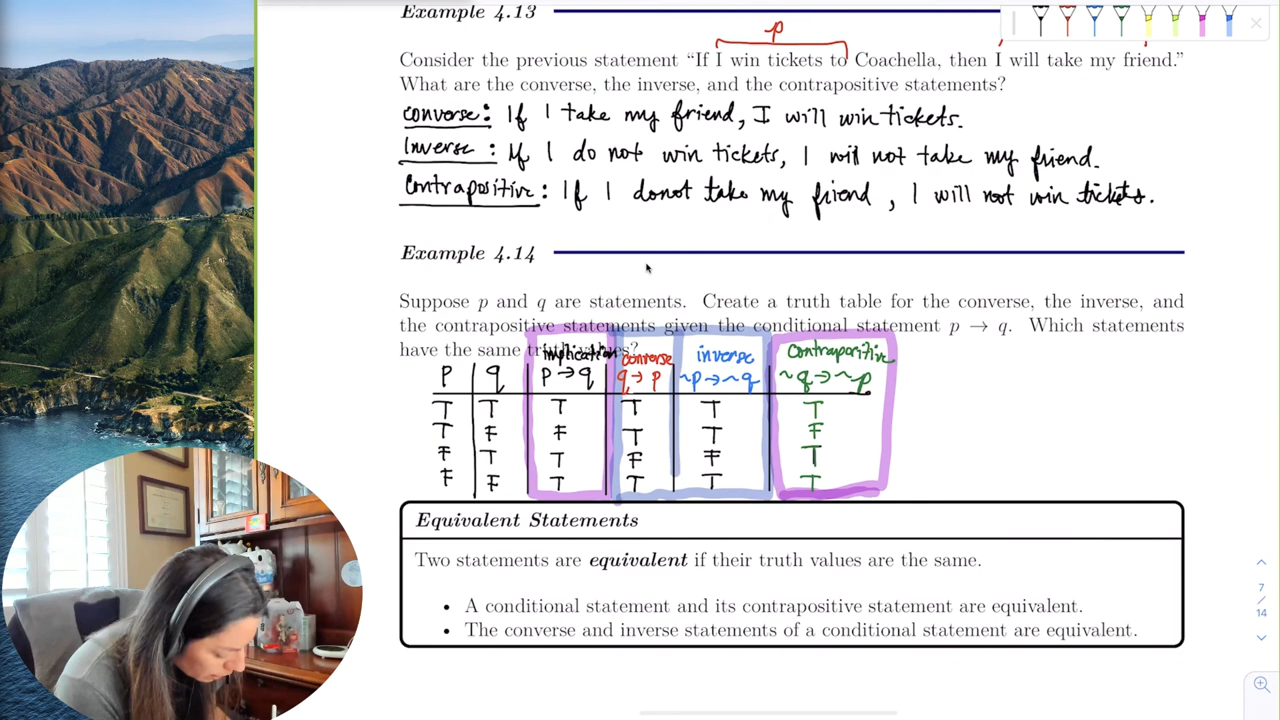 Example 4.13
p
Consider the previous statement “If I win tickets to Coachella, then I will take my friend.”
What are the converse, the inverse, and the contrapositive statements?
Converse: If I take my friend, I will win tickets.
Inverse: If I do not win tickets, I will not take my friend.
Contrapositive: If I do not take my friend, I will not win tickets.
Example 4.14
Suppose p and q are statements. Create a truth table for the converse, the inverse, and
the contrapositive statements given the conditional statement p → q. Which statements
have the same truth values?
implication converse inverse contrapositive
P q p → q q → p ~p → ~q ~q → ~p
T T T T T T
T F F T T F
F T T F F T
F F T T T T
Equivalent Statements
Two statements are equivalent if their truth values are the same.
• A conditional statement and its contrapositive statement are equivalent.
• The converse and inverse statements of a conditional statement are equivalent.
7
/
14